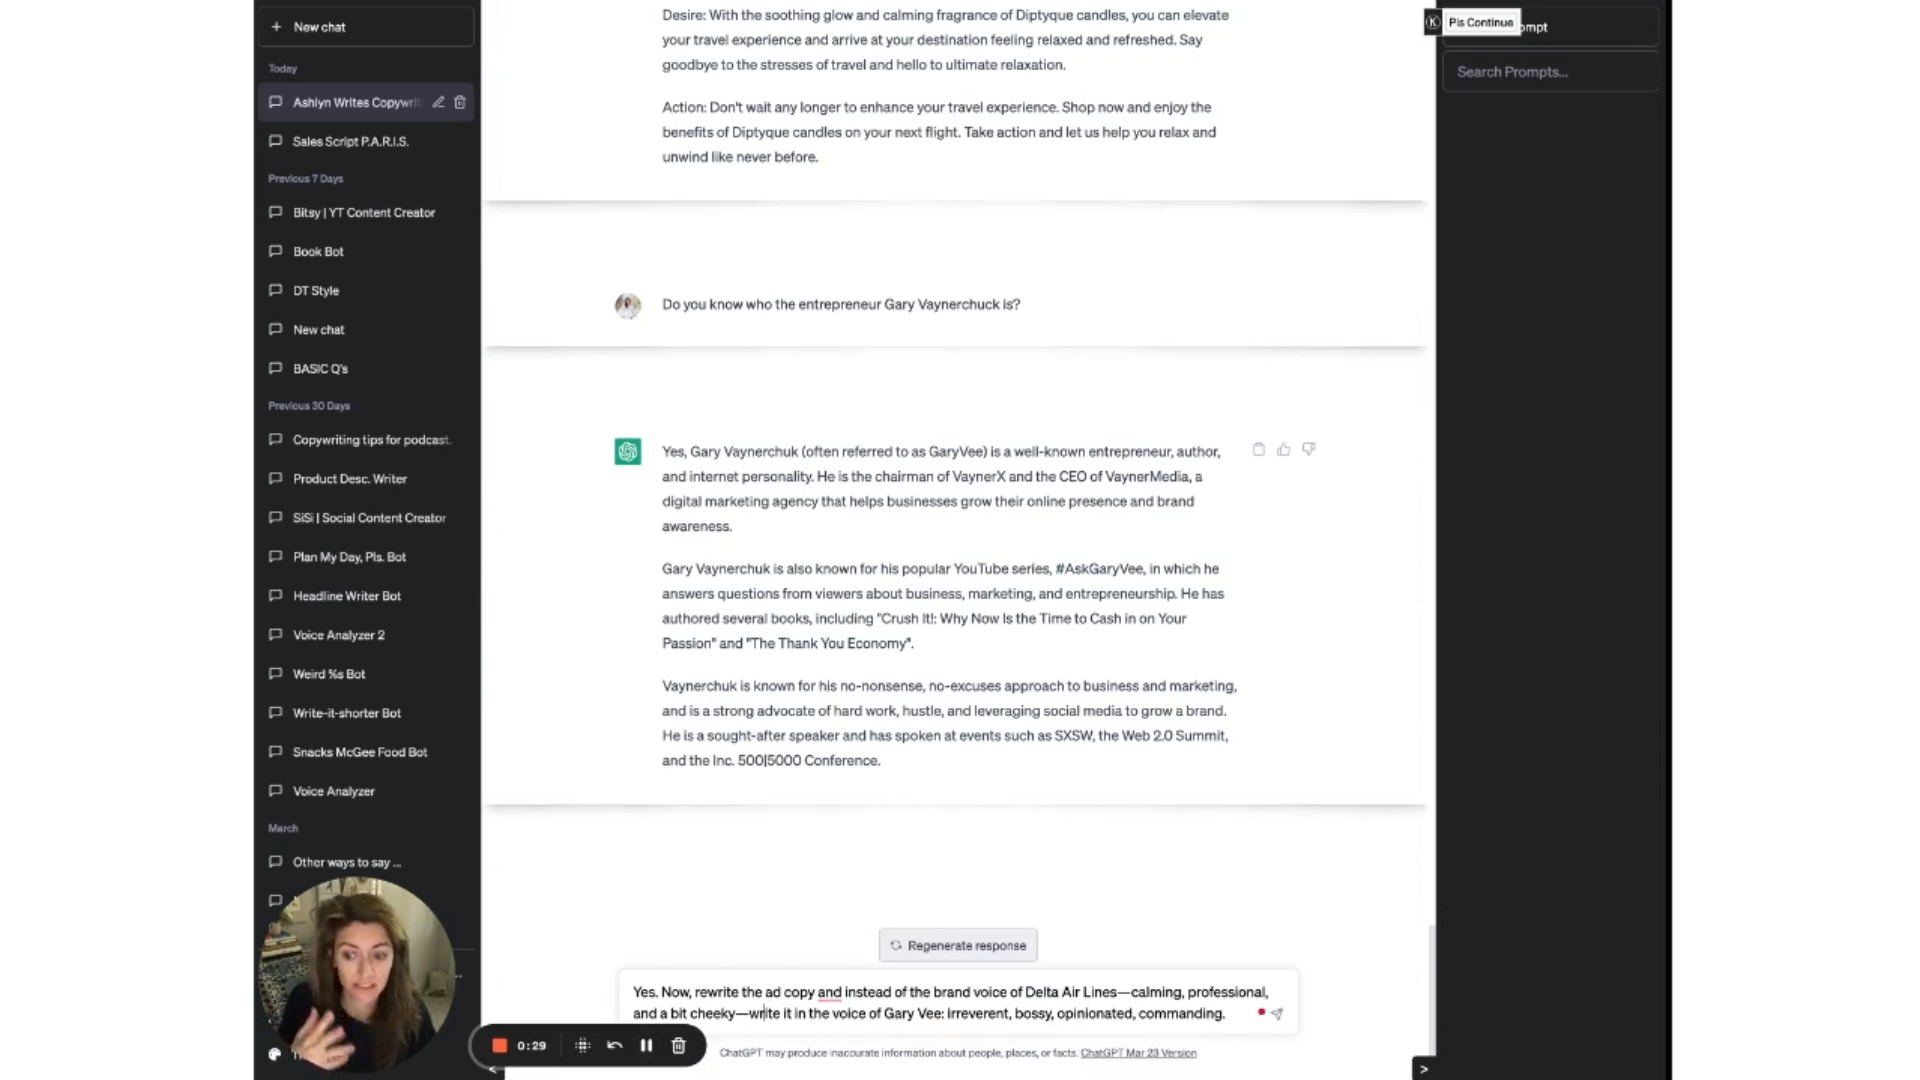 New chat
Today
Ashlyn Writes Copywri
Sales Script P.A.R.I.S.
Previous 7 Days
Bitsy | YT Content Creator
Book Bot
DT Style
New chat
BASIC Q's
Previous 30 Days
Copywriting tips for podcast.
Product Desc. Writer
SiSi | Social Content Creator
Plan My Day, Pls. Bot
Headline Writer Bot
Voice Analyzer 2
Weird %s Bot
Write-it-shorter Bot
Snacks McGee Food Bot
Voice Analyzer
March
Other ways to say ...
Desire: With the soothing glow and calming fragrance of Diptyque candles, you can elevate
your travel experience and arrive at your destination feeling relaxed and refreshed. Say
goodbye to the stresses of travel and hello to ultimate relaxation.
Action: Don't wait any longer to enhance your travel experience. Shop now and enjoy the
benefits of Diptyque candles on your next flight. Take action and let us help you relax and
unwind like never before.
Do you know who the entrepreneur Gary Vaynerchuck is?
Yes, Gary Vaynerchuk (often referred to as GaryVee) is a well-known entrepreneur, author,
and internet personality. He is the chairman of VaynerX and the CEO of VaynerMedia, a
digital marketing agency that helps businesses grow their online presence and brand
awareness.
Gary Vaynerchuk is also known for his popular YouTube series, #AskGaryVee, in which he
answers questions from viewers about business, marketing, and entrepreneurship. He has
authored several books, including "Crush It!: Why Now Is the Time to Cash in on Your
Passion" and "The Thank You Economy".
Vaynerchuk is known for his no-nonsense, no-excuses approach to business and marketing,
and is a strong advocate of hard work, hustle, and leveraging social media to grow a brand.
He is a sought-after speaker and has spoken at events such as SXSW, the Web 2.0 Summit,
and the Inc. 500|5000 Conference.
Regenerate response
Yes. Now, rewrite the ad copy and instead of the brand voice of Delta Air Lines—calming, professional,
and a bit cheeky—write it in the voice of Gary Vee: irreverent, bossy, opinionated, commanding.
0:29
ChatGPT may produce inaccurate information about people, places, or facts. ChatGPT Mar 23 Version
Pls Continue
ompt
Search Prompts...